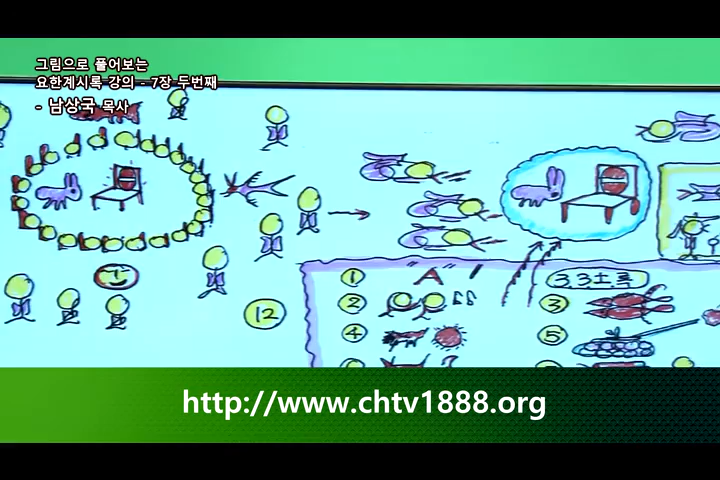 그림으로 풀어보는
요한계시록 강의 - 7장 두번째
- 남상국 목사
12
① A 3.3초록
② ③
④ ⑤
http://www.chtv1888.org